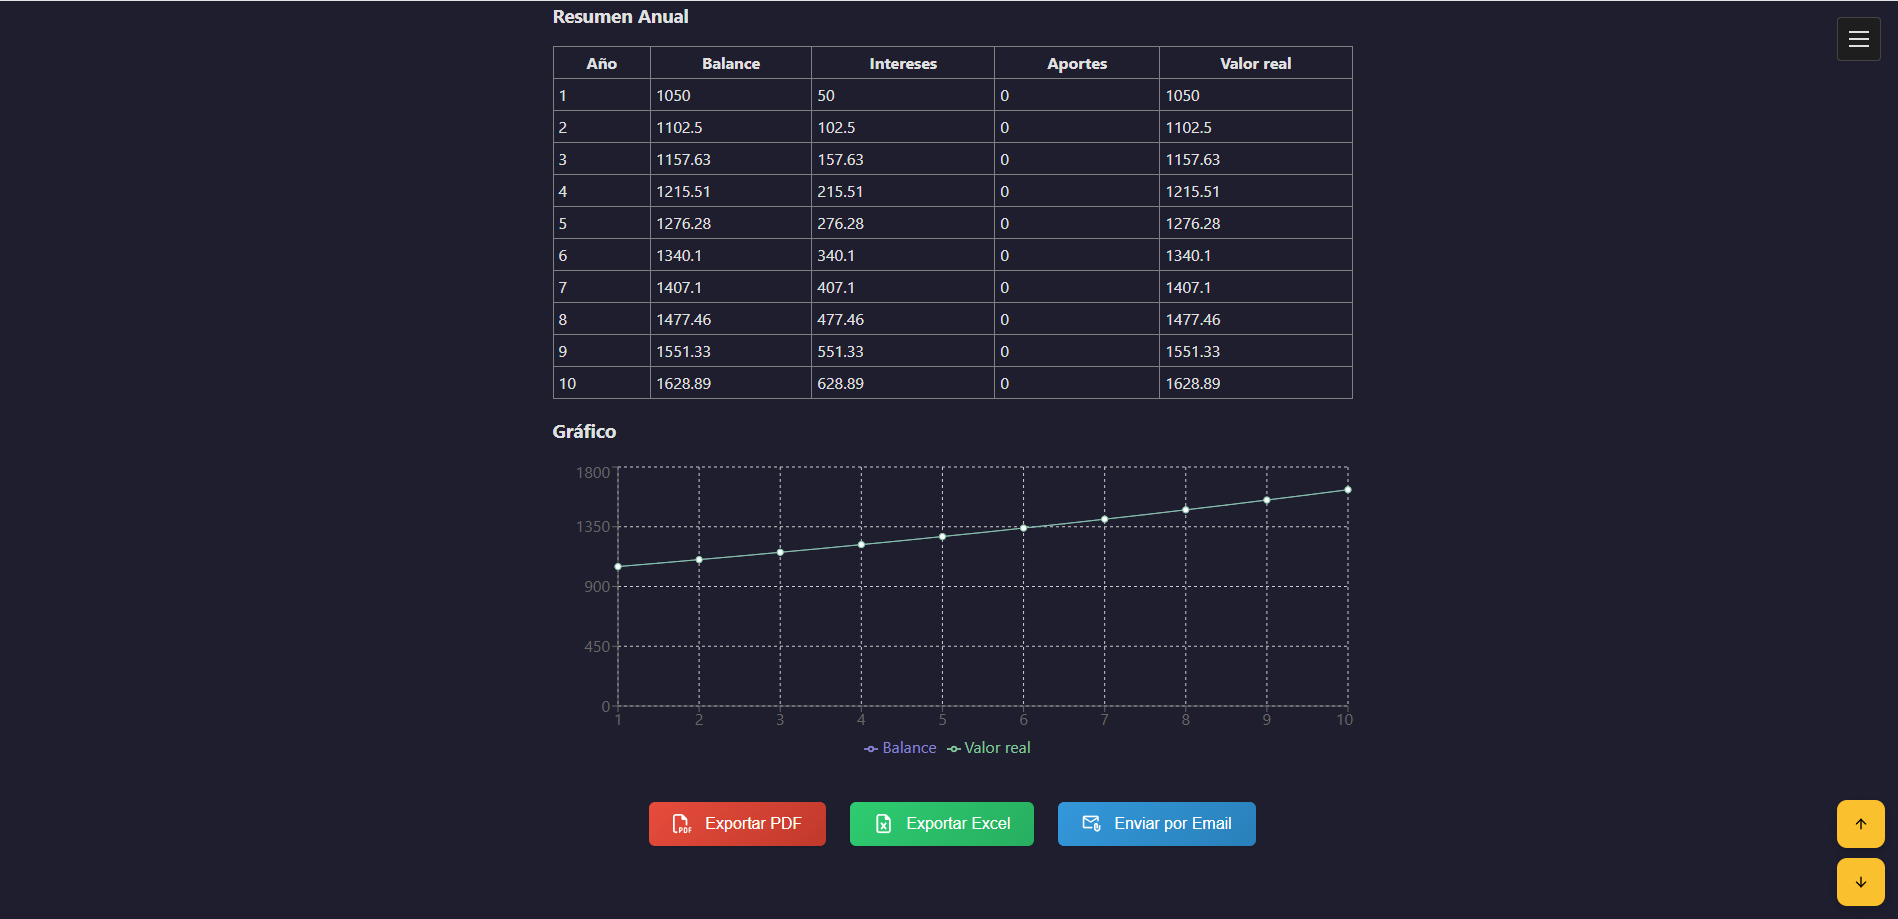 Resumen Anual
Año Balance Intereses Aportes Valor real
1 1050 50 0 1050
2 1102.5 102.5 0 1102.5
3 1157.63 157.63 0 1157.63
4 1215.51 215.51 0 1215.51
5 1276.28 276.28 0 1276.28
6 1340.1 340.1 0 1340.1
7 1407.1 407.1 0 1407.1
8 1477.46 477.46 0 1477.46
9 1551.33 551.33 0 1551.33
10 1628.89 628.89 0 1628.89
Gráfico
1800
1350
900
450
0
1 2 3 4 5 6 7 8 9 10
Balance Valor real
PDF Exportar PDF X Exportar Excel Enviar por Email